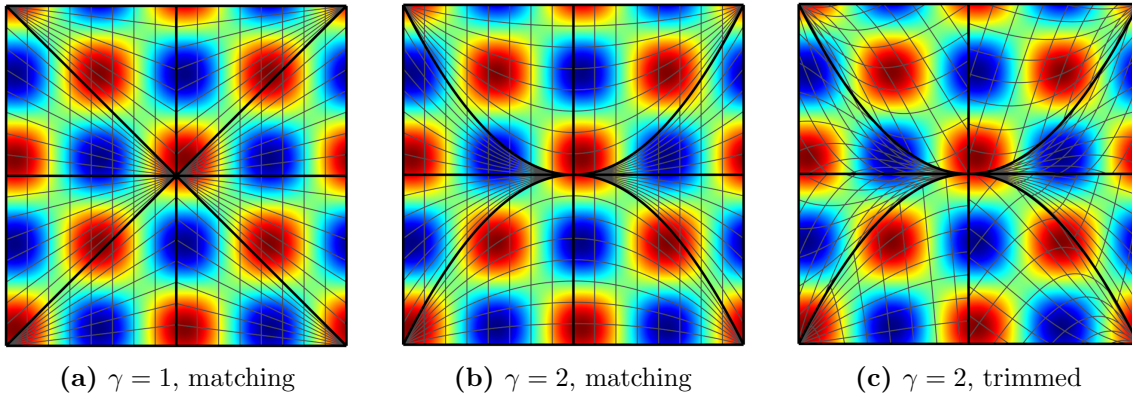 (a) γ = 1, matching
(b) γ = 2, matching
(c) γ = 2, trimmed